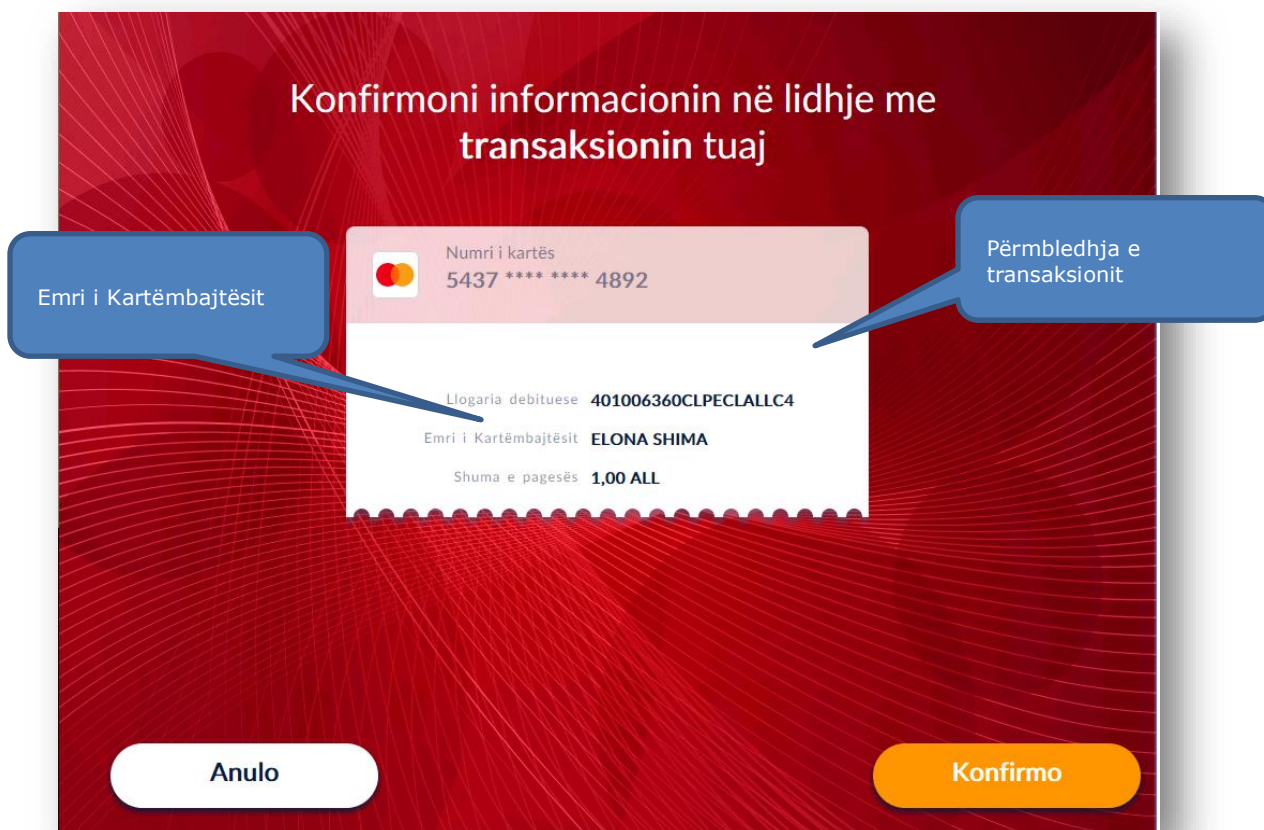 Konfirmoni informacionin në lidhje me
transaksionin tuaj
Numri i kartës
5437 **** **** 4892
Përmbledhja e
transaksionit
Emri i Kartëmbajtësit
Llogaria debituese 401006360CLPECLALLC4
Emri i Kartëmbajtësit ELONA SHIMA
Shuma e pagesës 1,00 ALL
Anulo
Konfirmo